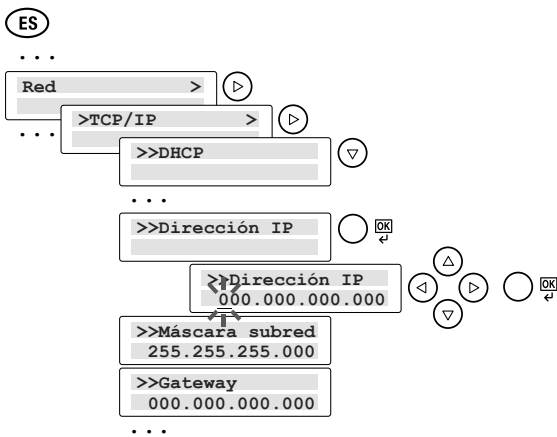 ES
...
Red >
>TCP/IP >
...
>>DHCP
...
>>Dirección IP
OK
>>Dirección IP
000.000.000.000
OK
>>Máscara subred
255.255.255.000
>>Gateway
000.000.000.000
...